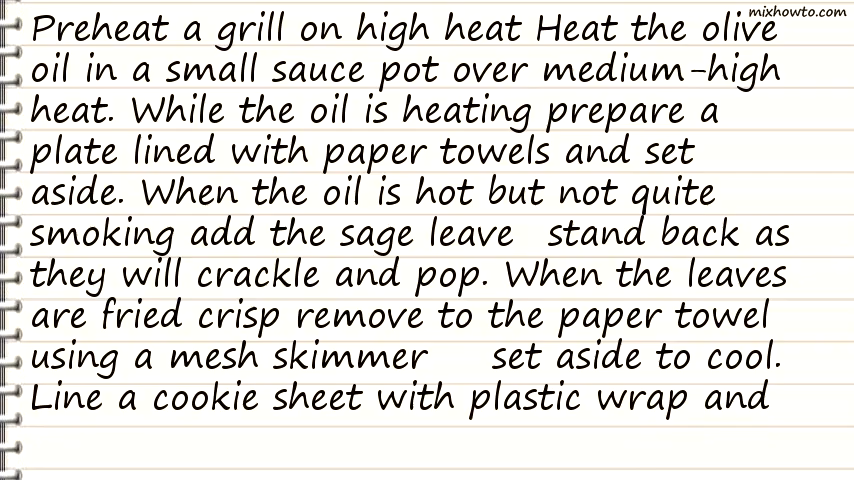 mixhowto.com
Preheat a grill on high heat Heat the olive
oil in a small sauce pot over medium-high
heat. While the oil is heating prepare a
plate lined with paper towels and set
aside. When the oil is hot but not quite
smoking add the sage leave  stand back as
they will crackle and pop. When the leaves
are fried crisp remove to the paper towel
using a mesh skimmer    set aside to cool.
Line a cookie sheet with plastic wrap and